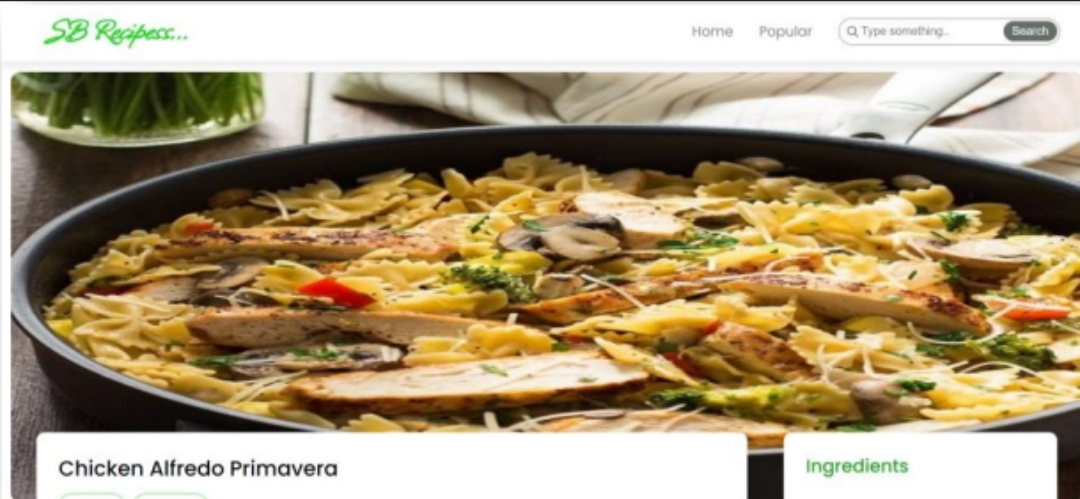 SB Recipess...
Home
Popular
Type something..
Search
Chicken Alfredo Primavera
Ingredients